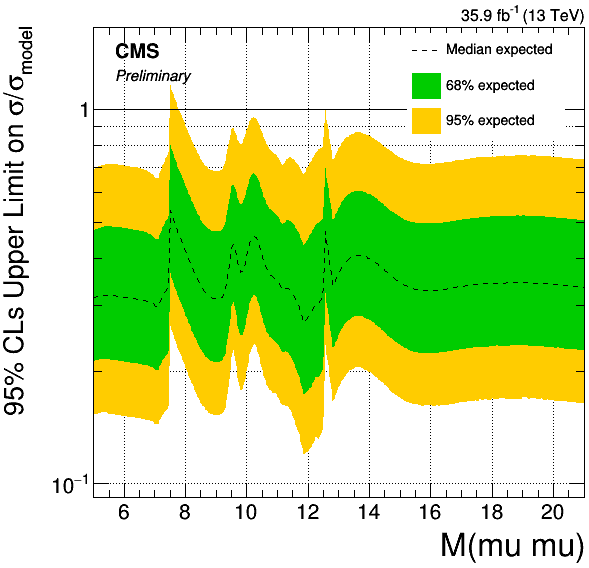 35.9 fb⁻¹ (13 TeV)
CMS
Preliminary
Median expected
68% expected
95% expected
95% CLs Upper Limit on σ/σ_model
1
10⁻¹
6 8 10 12 14 16 18 20
M(mu mu)